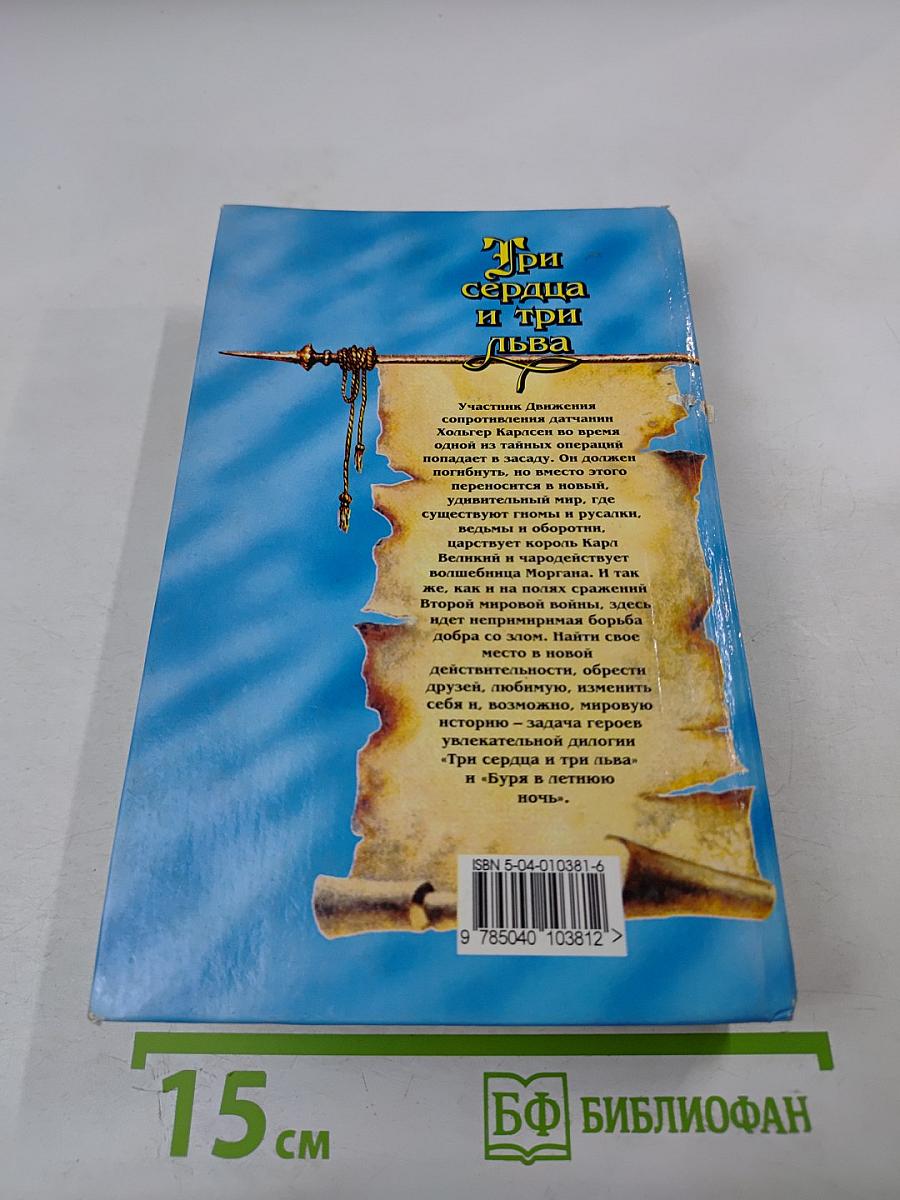 Три
сердца
и три
льва
Участник Движения
сопротивления датчанин
Хольгер Карлсен во время
одной из тайных операций
попадает в засаду. Он должен
погибнуть, но вместо этого
переносится в новый,
удивительный мир, где
существуют гномы и русалки,
ведьмы и оборотни,
царствует король Карл
Великий и чародействует
волшебница Моргана. И так
же, как и на полях сражений
Второй мировой войны, здесь
идет непримиримая борьба
добра со злом. Найти свое
место в новой
действительности, обрести
друзей, любимую, изменить
себя и, возможно, мировую
историю – задача героев
увлекательной дилогии
«Три сердца и три льва»
и «Буря в летнюю
ночь».
ISBN 5-04-010381-6
9 785040 103812 >
15 см
БФ БИБЛИОФАН